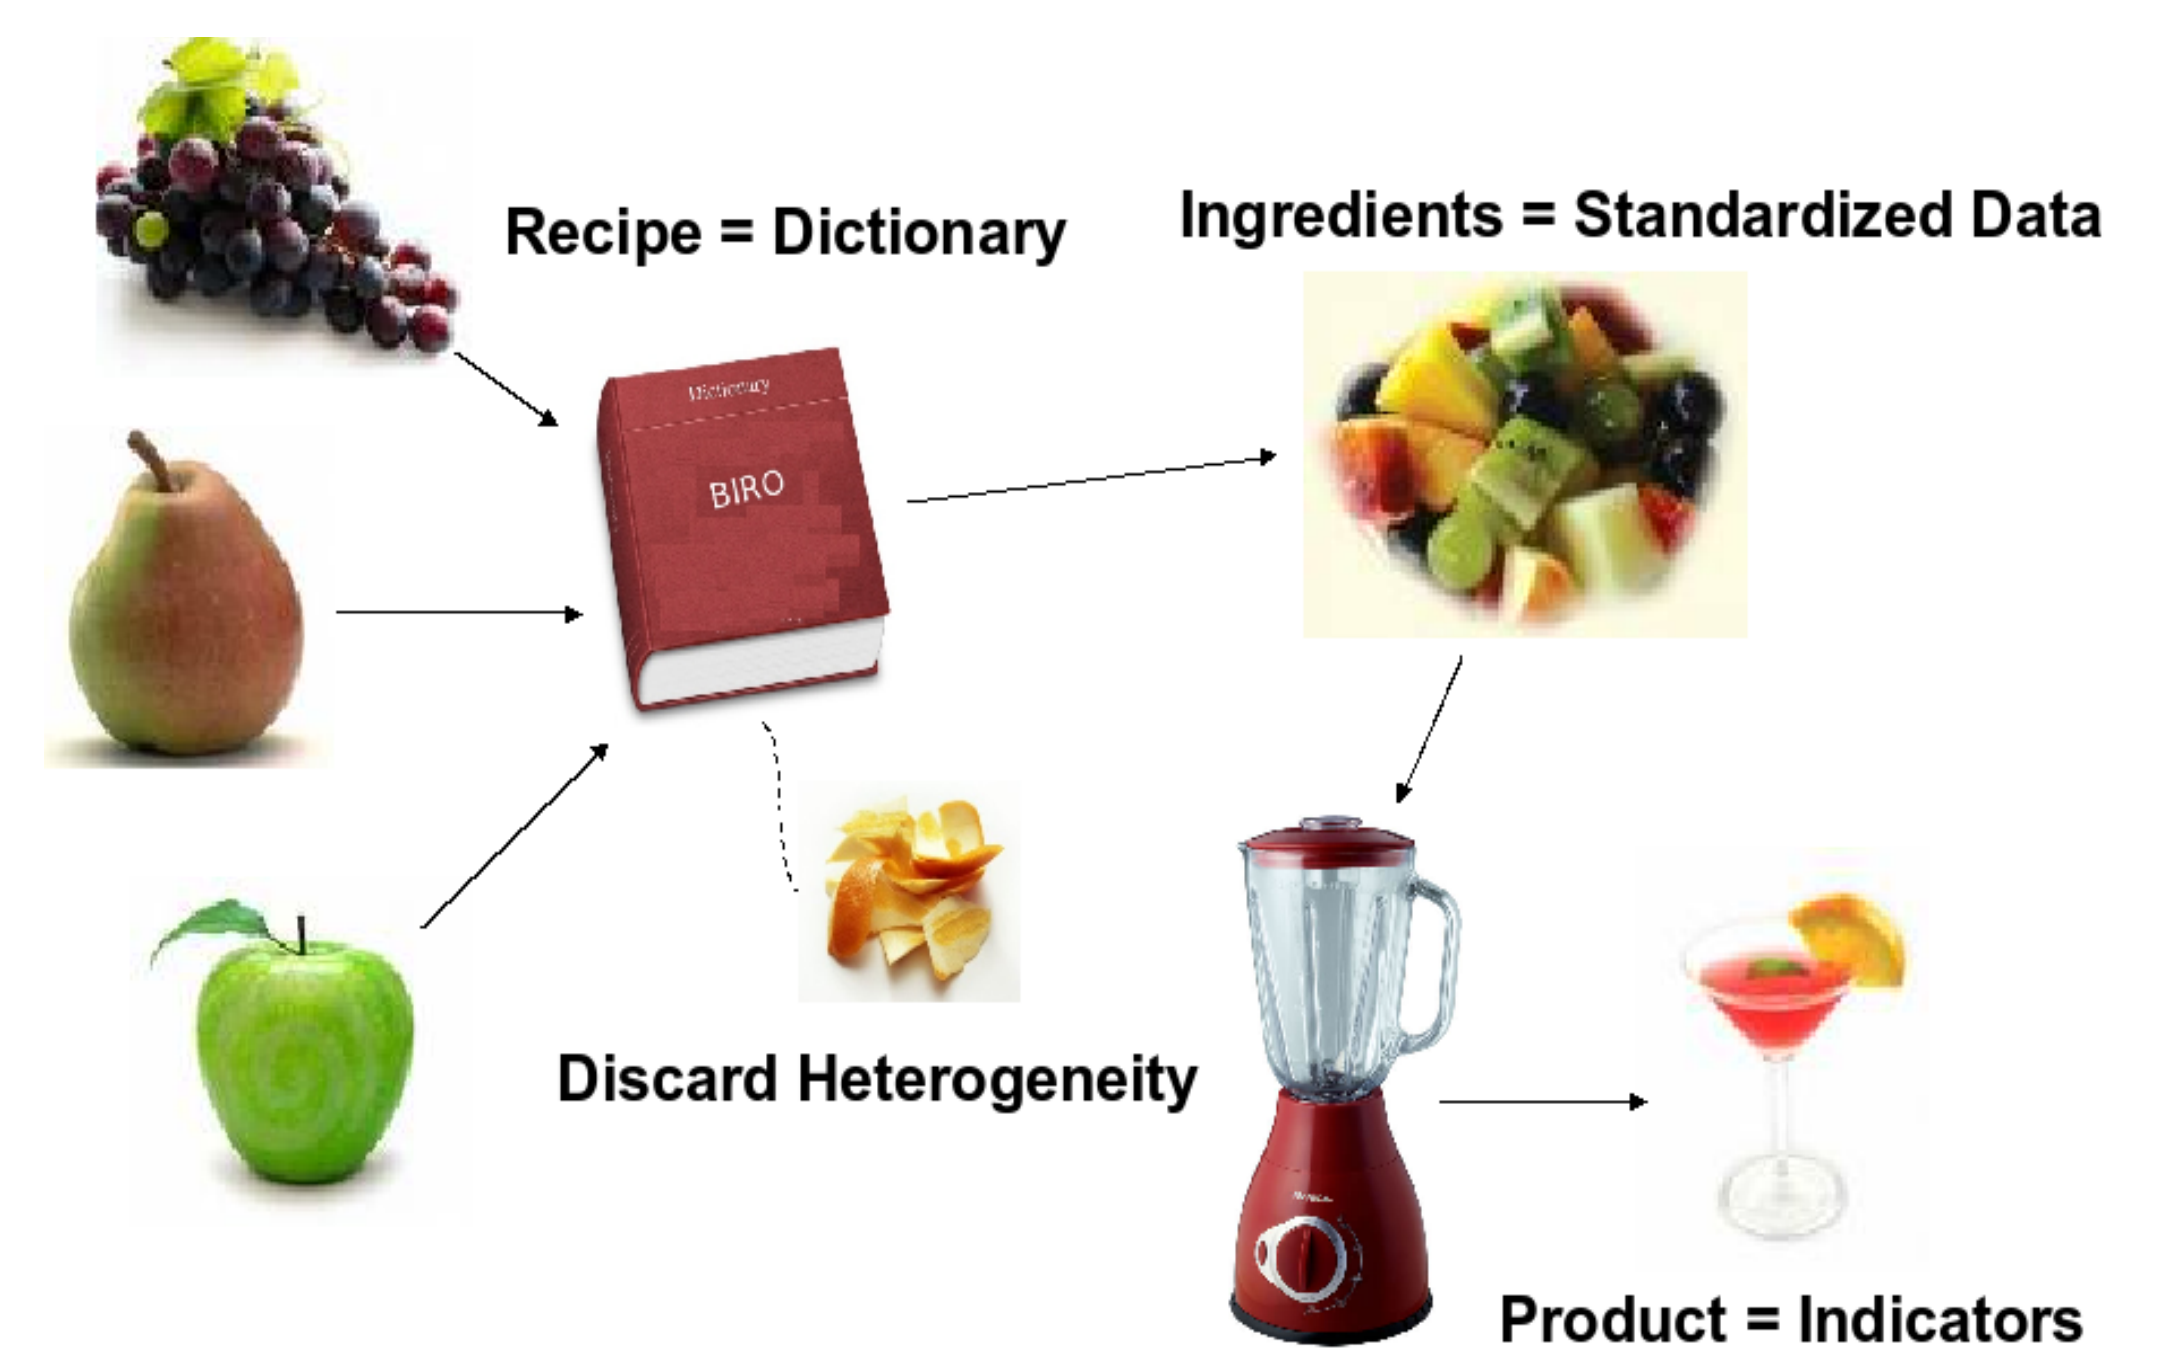 Recipe = Dictionary
Ingredients = Standardized Data
Dictionary
BIRO
Discard Heterogeneity
Product = Indicators